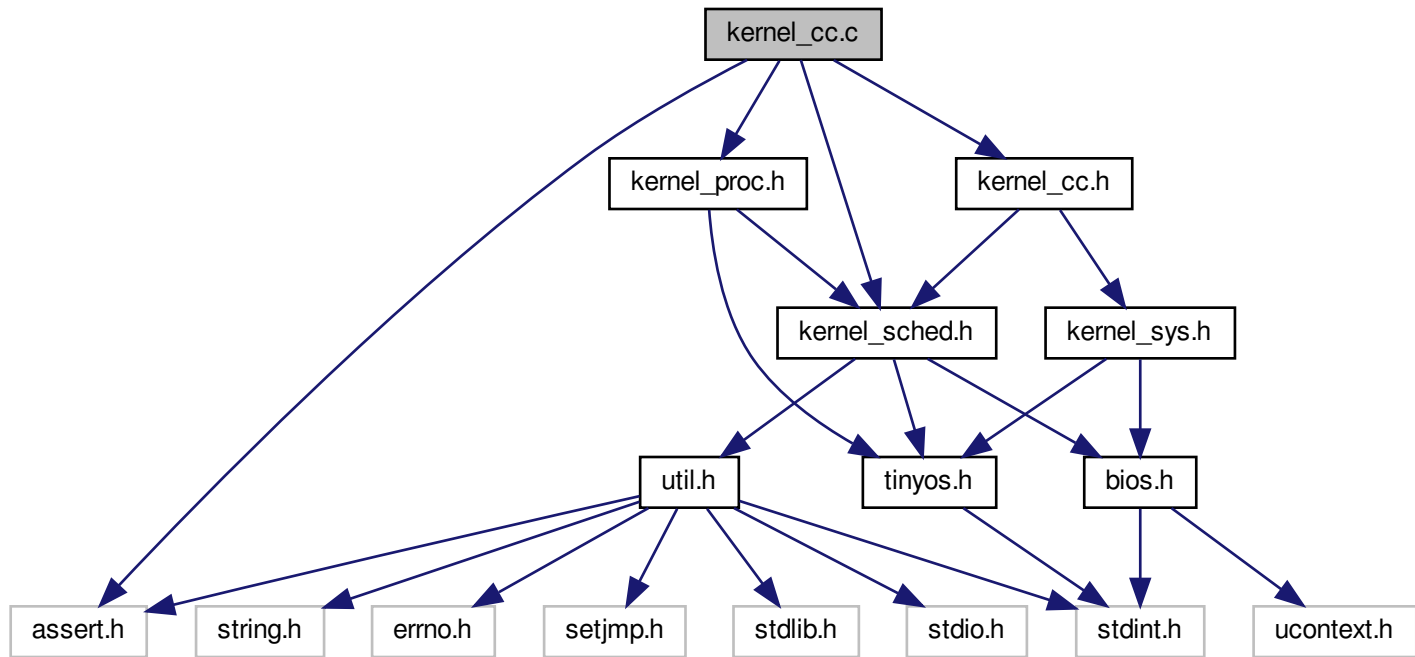 kernel_cc.c
kernel_proc.h
kernel_cc.h
kernel_sched.h
kernel_sys.h
util.h
tinyos.h
bios.h
assert.h
string.h
errno.h
setjmp.h
stdlib.h
stdio.h
stdint.h
ucontext.h